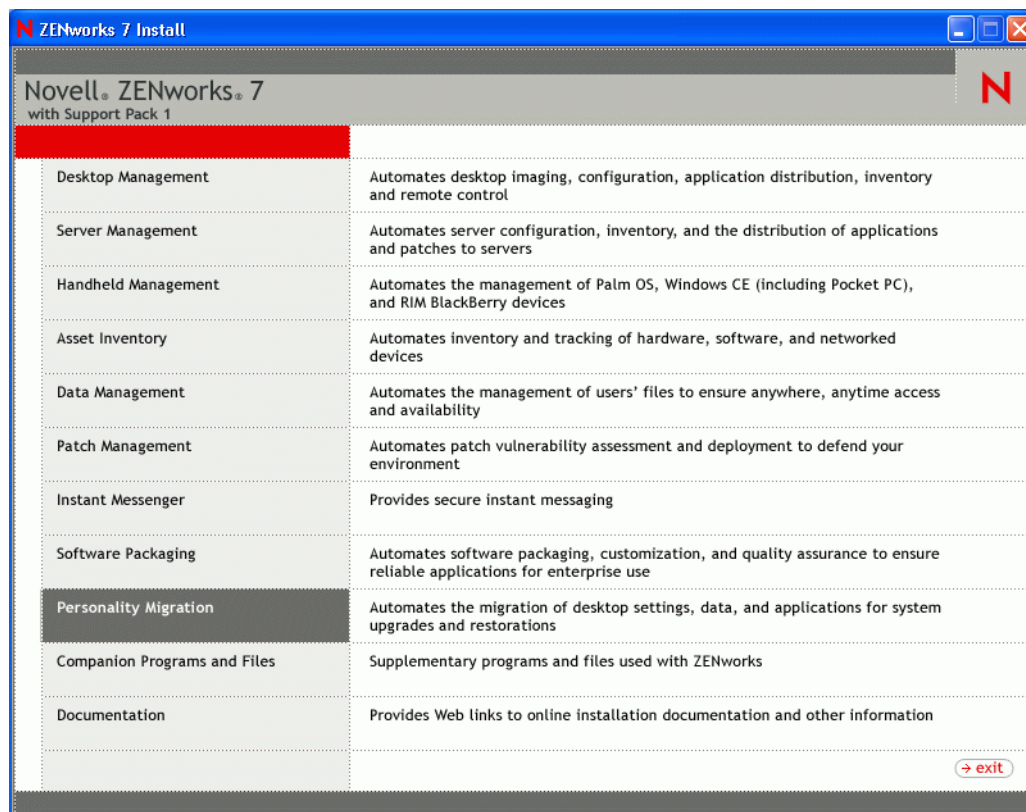 N ZENworks 7 Install
Novell® ZENworks® 7
N
with Support Pack 1
Desktop Management
Automates desktop imaging, configuration, application distribution, inventory
and remote control
Server Management
Automates server configuration, inventory, and the distribution of applications
and patches to servers
Handheld Management
Automates the management of Palm OS, Windows CE (including Pocket PC),
and RIM BlackBerry devices
Asset Inventory
Automates inventory and tracking of hardware, software, and networked
devices
Data Management
Automates the management of users' files to ensure anywhere, anytime access
and availability
Patch Management
Automates patch vulnerability assessment and deployment to defend your
environment
Instant Messenger
Provides secure instant messaging
Software Packaging
Automates software packaging, customization, and quality assurance to ensure
reliable applications for enterprise use
Personality Migration
Automates the migration of desktop settings, data, and applications for system
upgrades and restorations
Companion Programs and Files
Supplementary programs and files used with ZENworks
Documentation
Provides Web links to online installation documentation and other information
→ exit